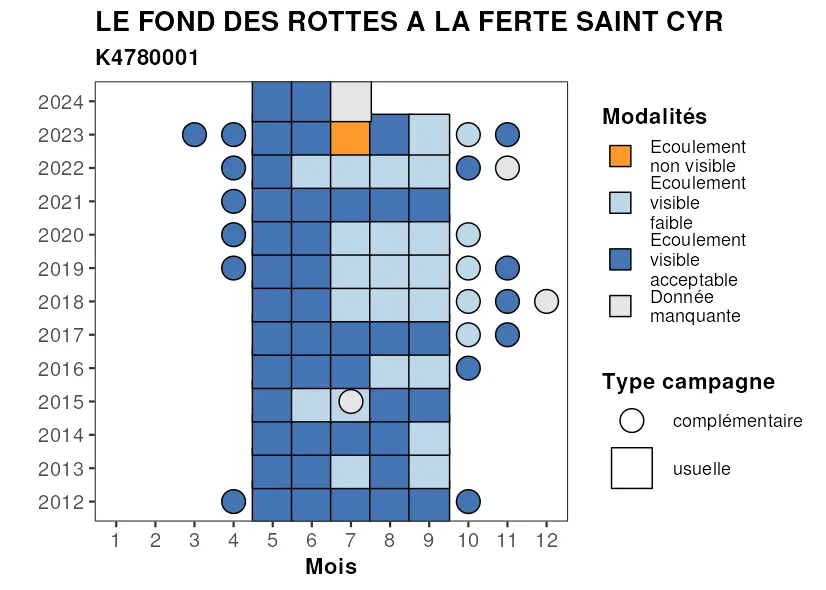 LE FOND DES ROTTES A LA FERTE SAINT CYR
K4780001
2024
2023
2022
2021
2020
2019
2018
2017
2016
2015
2014
2013
2012
1 2 3 4 5 6 7 8 9 10 11 12
Mois
Modalités
Ecoulement
non visible
Ecoulement
visible
faible
Ecoulement
visible
acceptable
Donnée
manquante
Type campagne
complémentaire
usuelle